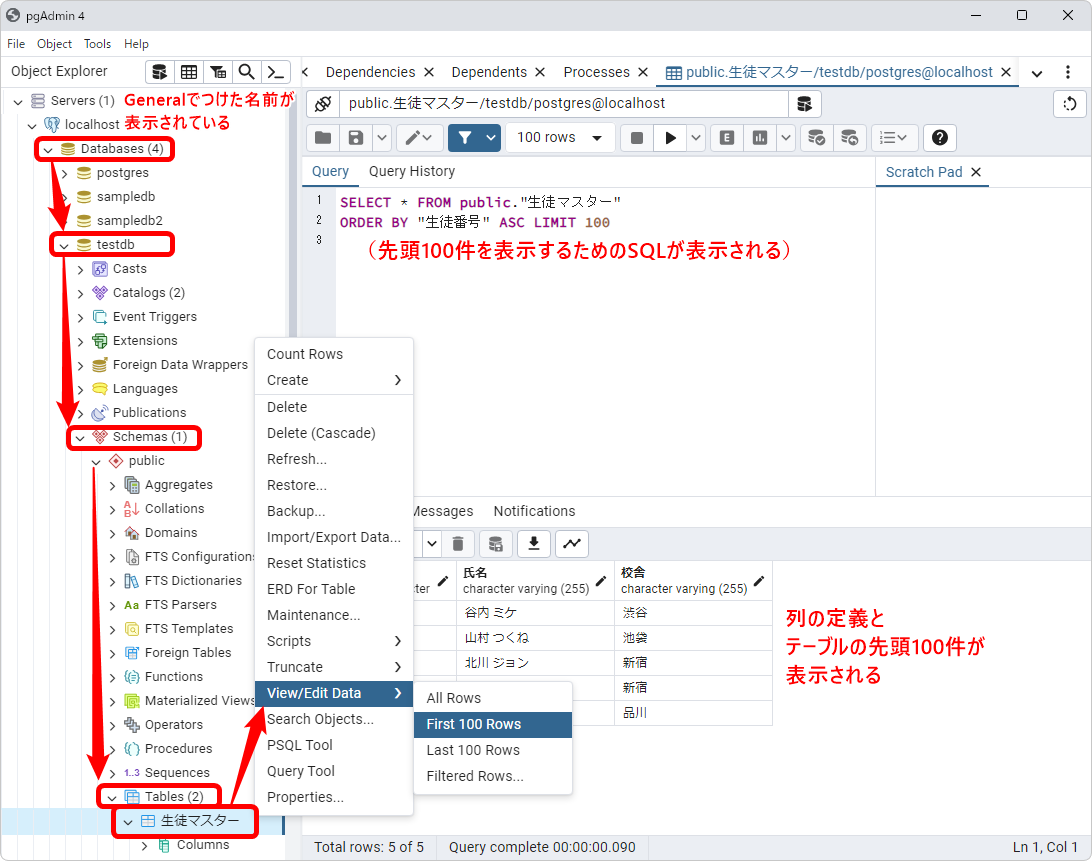 pgAdmin 4
File Object Tools Help
Object Explorer
Dependencies
Dependents
Processes
public.生徒マスター/testdb/postgres@localhost
Servers (1)
Generalでつけた名前が
localhost
表示されている
Databases (4)
postgres
sampledb
sampledb2
testdb
Casts
Catalogs (2)
Event Triggers
Extensions
Foreign Data Wrappers
Languages
Publications
Schemas (1)
public
Aggregates
Collations
Domains
FTS Configurations
FTS Dictionaries
FTS Parsers
FTS Templates
Foreign Tables
Functions
Materialized Views
Operators
Procedures
1..3 Sequences
Tables (2)
生徒マスター
Columns
public.生徒マスター/testdb/postgres@localhost
100 rows
Query
Query History
Scratch Pad
1 SELECT * FROM public."生徒マスター"
2 ORDER BY "生徒番号" ASC LIMIT 100
3
（先頭100件を表示するためのSQLが表示される）
Count Rows
Create
Delete
Delete (Cascade)
Refresh...
Restore...
Backup...
Import/Export Data...
Reset Statistics
ERD For Table
Maintenance...
Scripts
Truncate
View/Edit Data
Search Objects...
PSQL Tool
Query Tool
Properties...
All Rows
First 100 Rows
Last 100 Rows
Filtered Rows...
Messages
Notifications
氏名
character varying (255)
校舎
character varying (255)
谷内 ミケ 渋谷
山村 つくね 池袋
北川 ジョン 新宿
新宿
品川
列の定義と
テーブルの先頭100件が
表示される
Total rows: 5 of 5
Query complete 00:00:00.090
Ln 1, Col 1